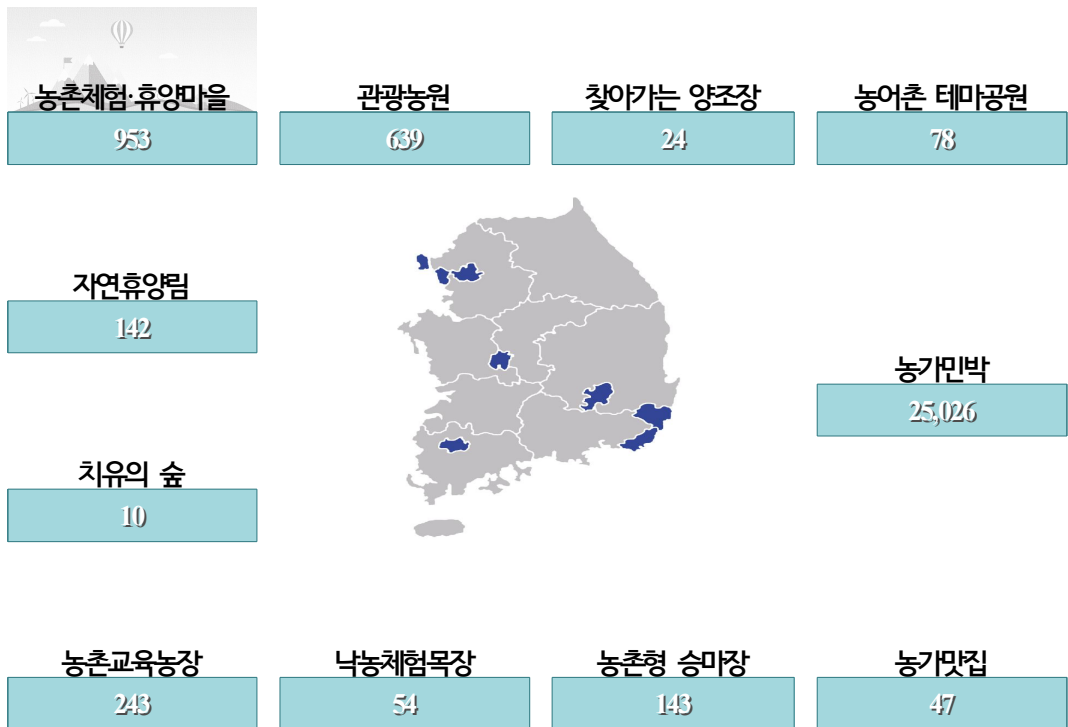 농촌체험·휴양마을
953
관광농원
639
찾아가는 양조장
24
농어촌 테마공원
78
자연휴양림
142
농가민박
25,026
치유의 숲
10
농촌교육농장
243
낙농체험목장
54
농촌형 승마장
143
농가맛집
47